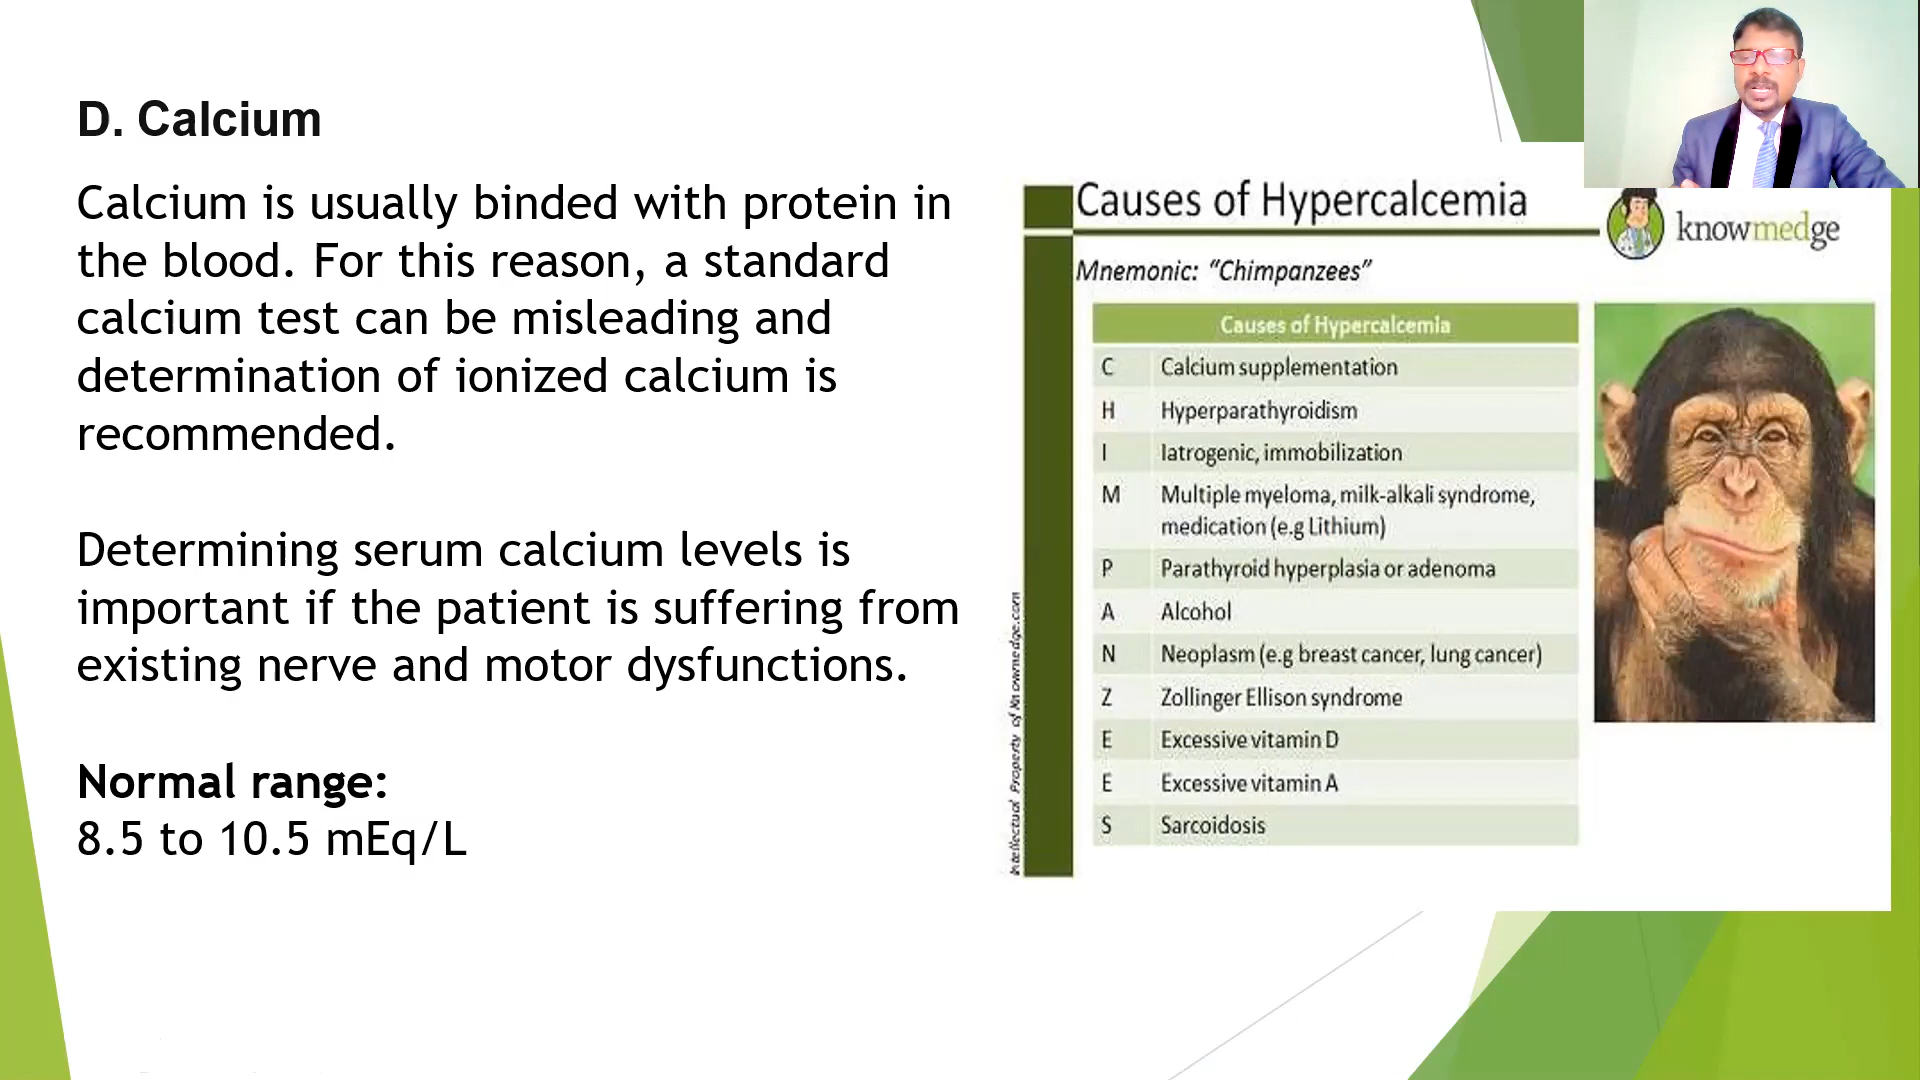 D. Calcium
Calcium is usually binded with protein in
the blood. For this reason, a standard
calcium test can be misleading and
determination of ionized calcium is
recommended.
Determining serum calcium levels is
important if the patient is suffering from
existing nerve and motor dysfunctions.
Normal range:
8.5 to 10.5 mEq/L
Causes of Hypercalcemia
knowmedge
Mnemonic: “Chimpanzees”
Causes of Hypercalcemia
C Calcium supplementation
H Hyperparathyroidism
I Iatrogenic, immobilization
M Multiple myeloma, milk-alkali syndrome,
medication (e.g Lithium)
P Parathyroid hyperplasia or adenoma
A Alcohol
N Neoplasm (e.g breast cancer, lung cancer)
Z Zollinger Ellison syndrome
E Excessive vitamin D
E Excessive vitamin A
S Sarcoidosis
Intellectual Property of Knowmedge.com